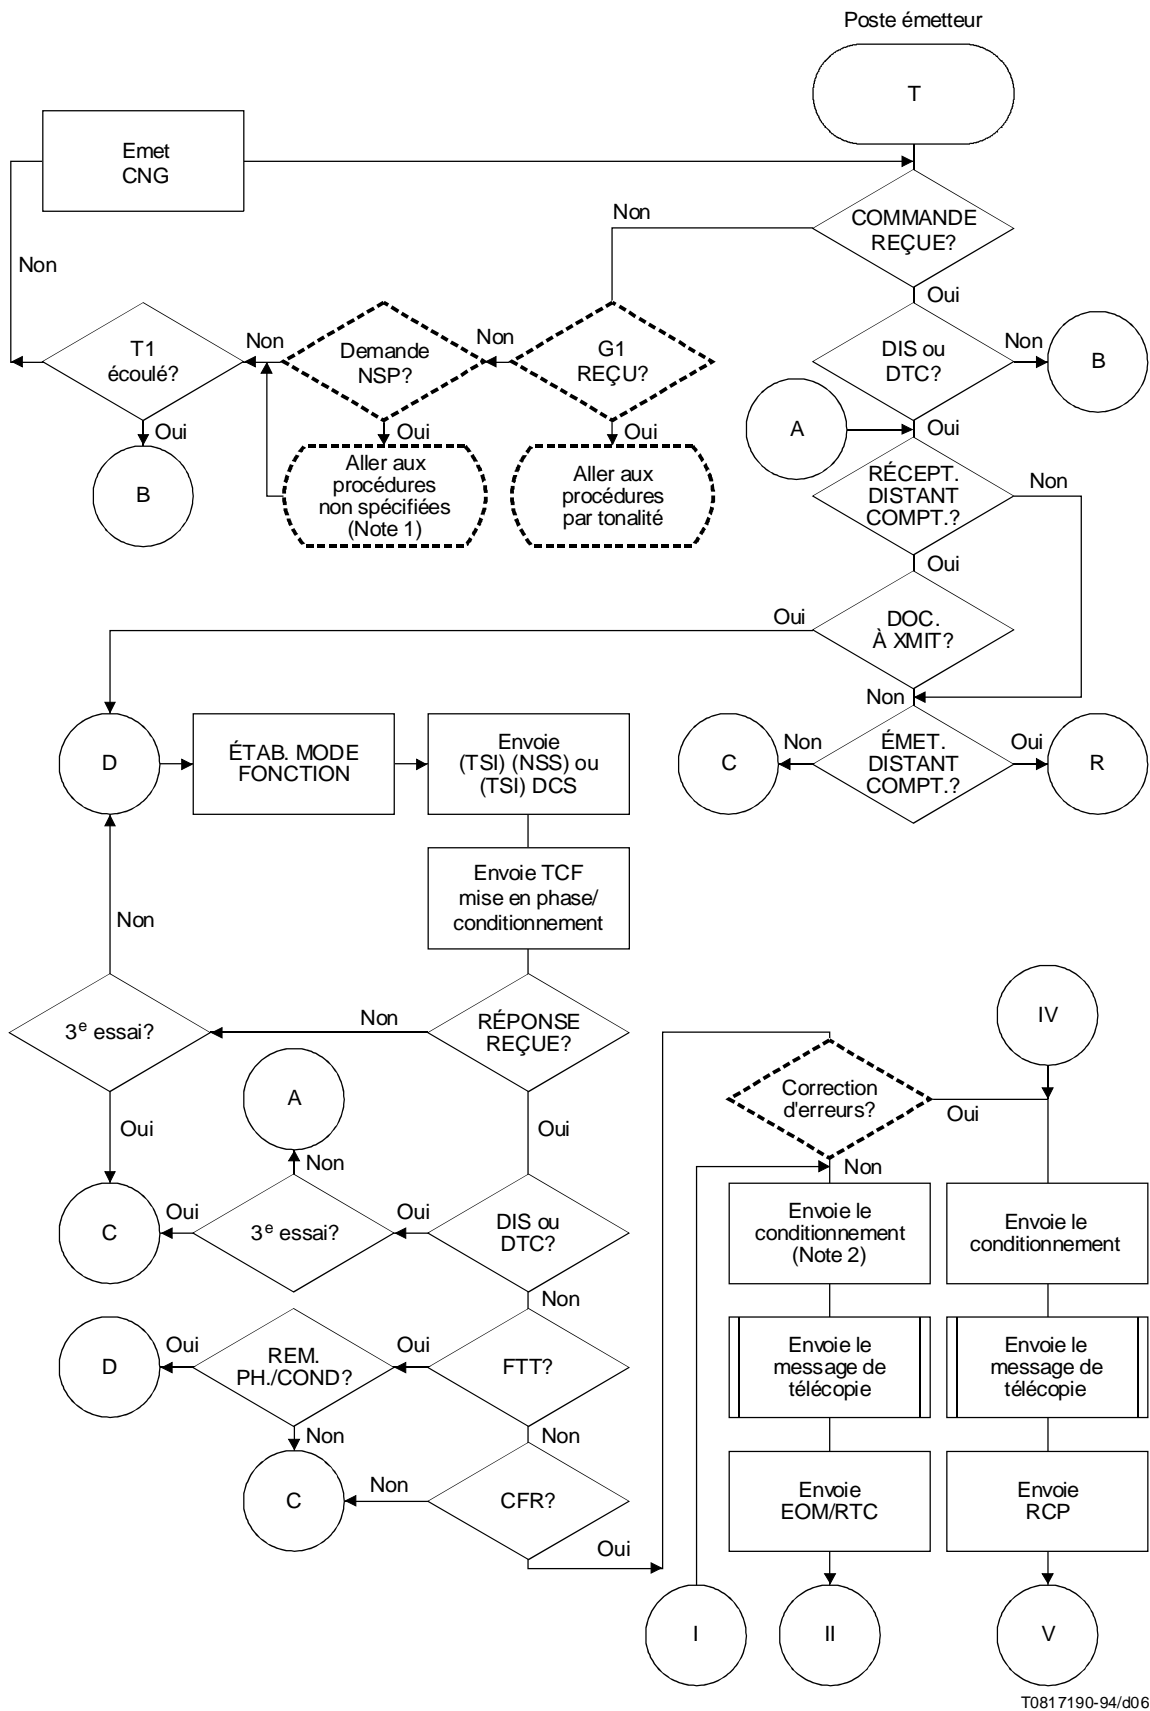 Poste émetteur
T
Emet
CNG
Non
COMMANDE
REÇUE?
Non
Oui
T1
écoulé?
Non
Demande
NSP?
Non
G1
REÇU?
DIS ou
DTC?
Non
B
Oui
Oui
Oui
A
Oui
B
Aller aux
procédures
non spécifiées
(Note 1)
Aller aux
procédures
par tonalité
RÉCEPT.
DISTANT
COMPT.?
Non
Oui
Oui
DOC.
À XMIT?
Non
D
ÉTAB. MODE
FONCTION
Envoie
(TSI) (NSS) ou
(TSI) DCS
C
Non
ÉMET.
DISTANT
COMPT.?
Oui
R
Envoie TCF
mise en phase/
conditionnement
Non
3e essai?
Non
RÉPONSE
REÇUE?
IV
A
Correction
d'erreurs?
Oui
Oui
Oui
Non
Non
C
Oui
3e essai?
Oui
DIS ou
DTC?
Envoie le
conditionnement
(Note 2)
Envoie le
conditionnement
Non
D
Oui
REM.
PH./COND?
Oui
FTT?
Envoie le
message de
télécopie
Envoie le
message de
télécopie
Non
Non
C
Non
CFR?
Envoie
EOM/RTC
Envoie
RCP
Oui
I
II
V
T0817190-94/d06